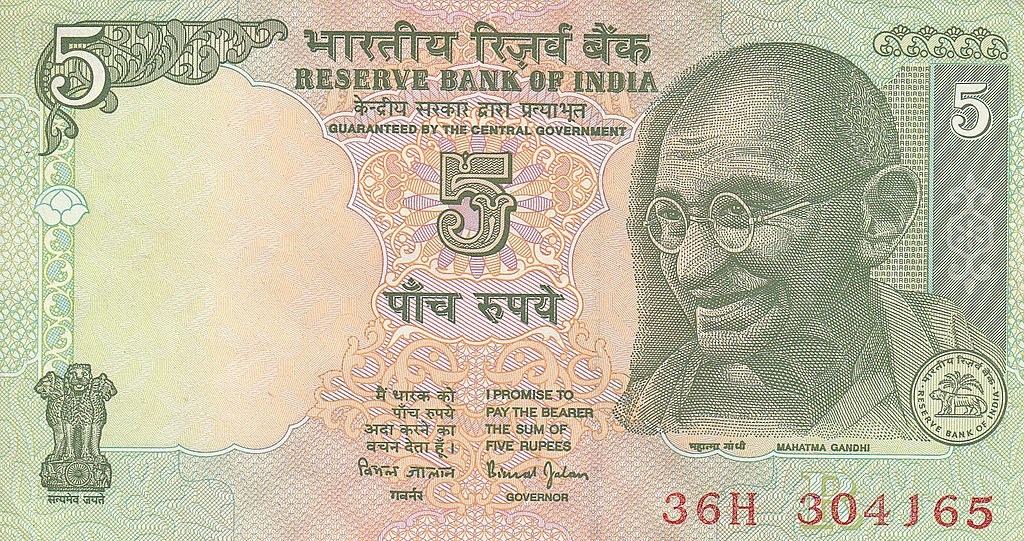 5
भारतीय रिज़र्व बैंक
RESERVE BANK OF INDIA
केन्द्रीय सरकार द्वारा प्रत्याभूत
GUARANTEED BY THE CENTRAL GOVERNMENT
5
5
पाँच रुपये
मैं धारक को
पाँच रुपये
अदा करने का
वचन देता हूँ ।
बिमल जालान
गवर्नर
I PROMISE TO
PAY THE BEARER
THE SUM OF
FIVE RUPEES
Bimal Jalan
GOVERNOR
सत्यमेव जयते
महात्मा गांधी
MAHATMA GANDHI
भारतीय रिज़र्व बैंक
RESERVE BANK OF INDIA
B
36H 304165